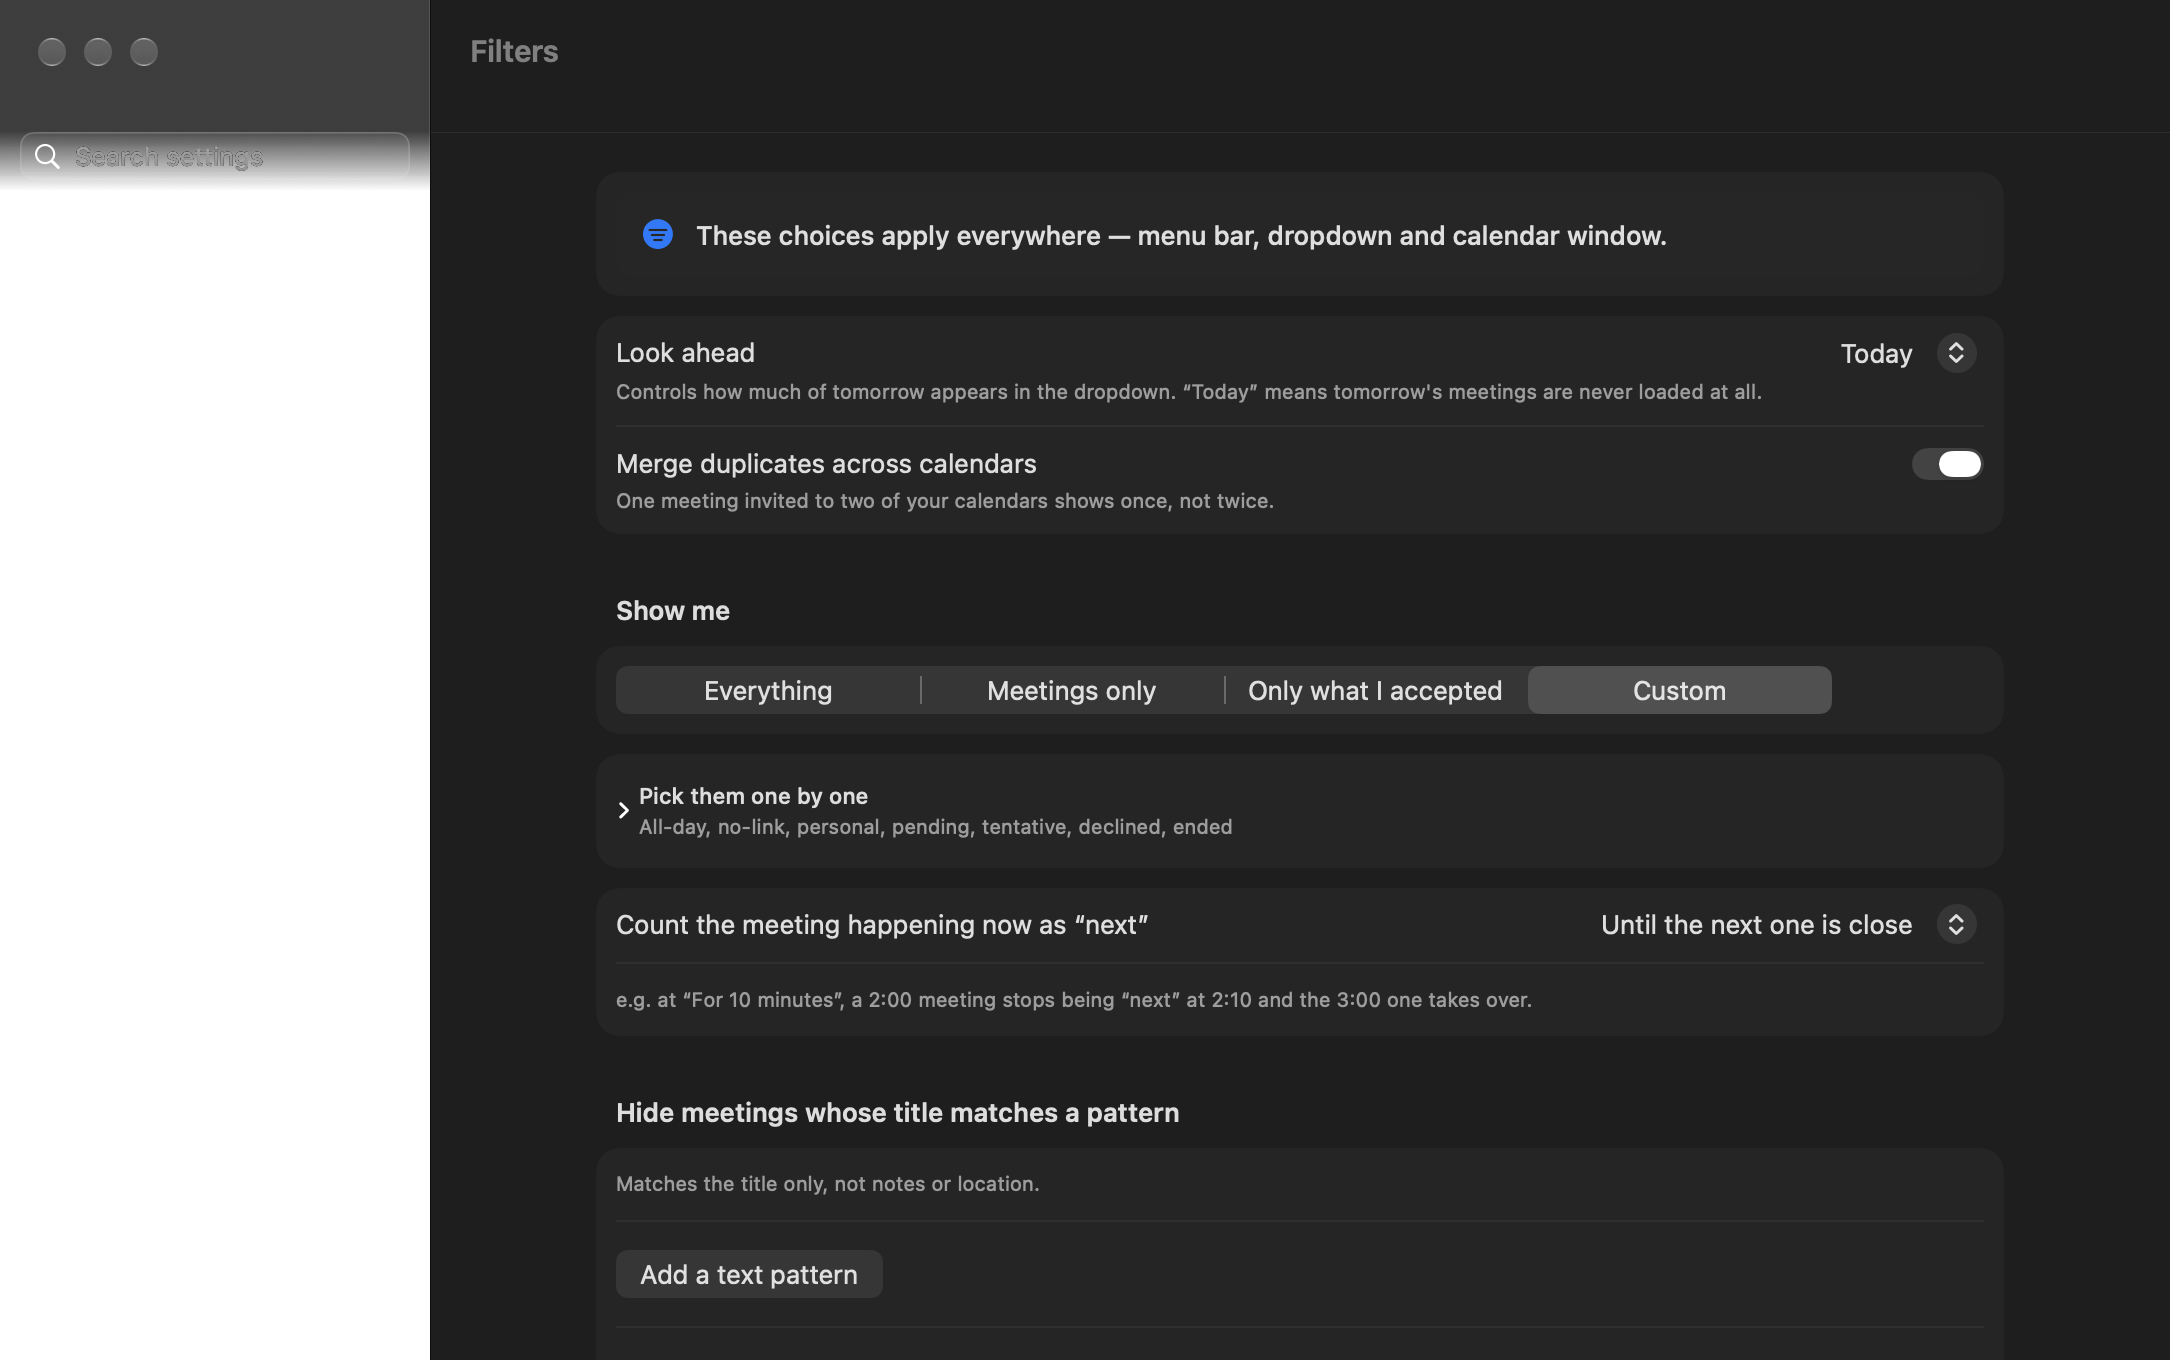 Filters
Search settings
These choices apply everywhere — menu bar, dropdown and calendar window.
Look ahead
Today
Controls how much of tomorrow appears in the dropdown. “Today” means tomorrow's meetings are never loaded at all.
Merge duplicates across calendars
One meeting invited to two of your calendars shows once, not twice.
Show me
Everything
Meetings only
Only what I accepted
Custom
Pick them one by one
All-day, no-link, personal, pending, tentative, declined, ended
Count the meeting happening now as “next”
Until the next one is close
e.g. at “For 10 minutes”, a 2:00 meeting stops being “next” at 2:10 and the 3:00 one takes over.
Hide meetings whose title matches a pattern
Matches the title only, not notes or location.
Add a text pattern